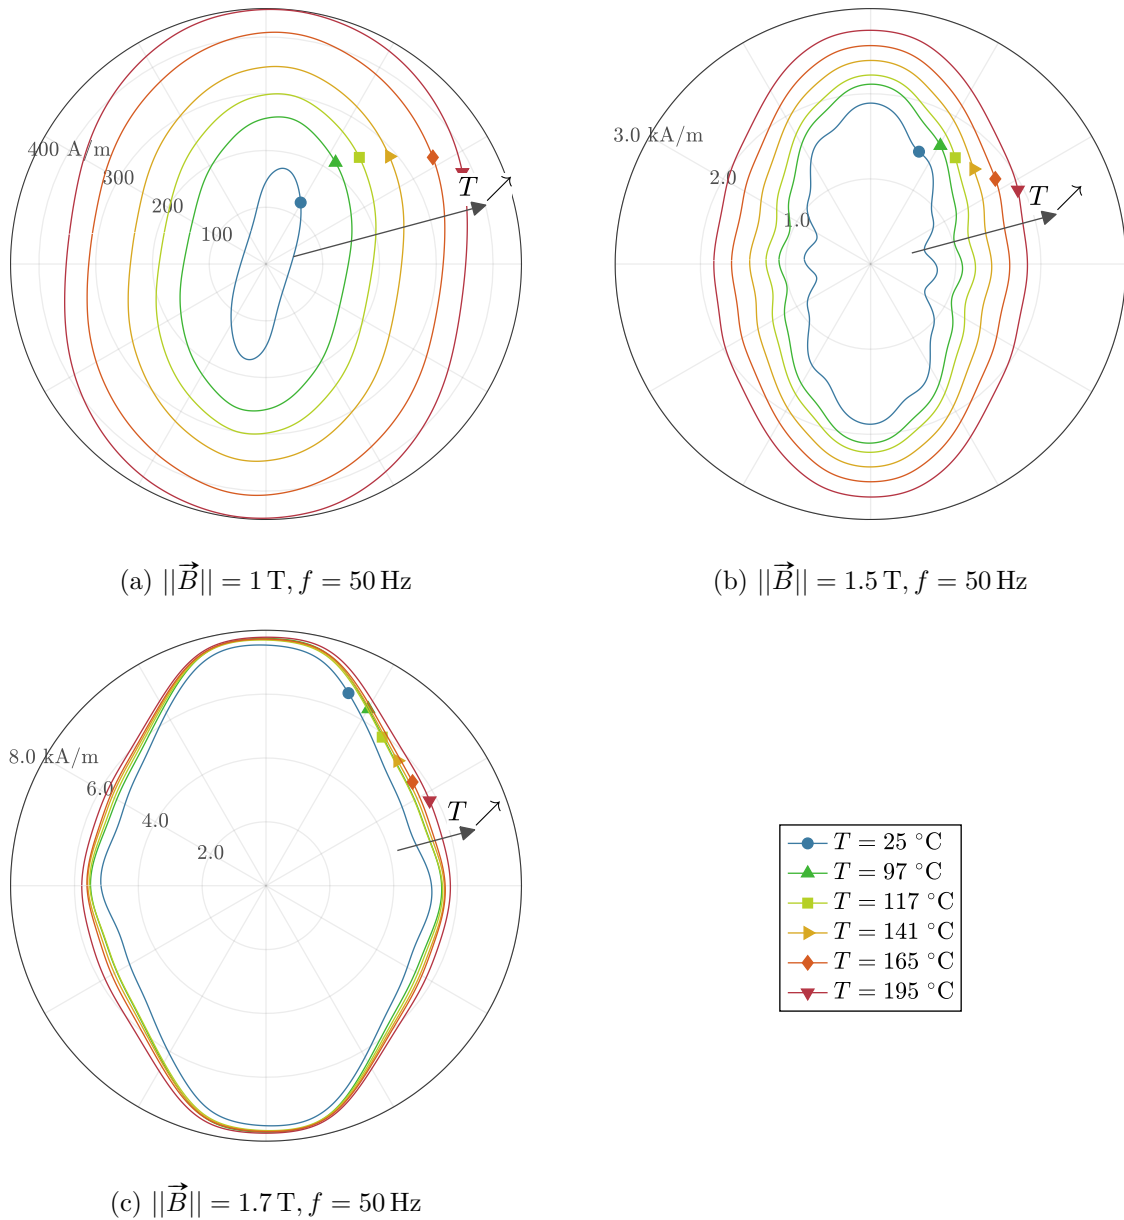 400 A/m
300
200
100
T ↗
3.0 kA/m
2.0
1.0
T ↗
(a) ||B⃗|| = 1 T, f = 50 Hz
(b) ||B⃗|| = 1.5 T, f = 50 Hz
8.0 kA/m
6.0
4.0
2.0
T ↗
T = 25 °C
T = 97 °C
T = 117 °C
T = 141 °C
T = 165 °C
T = 195 °C
(c) ||B⃗|| = 1.7 T, f = 50 Hz